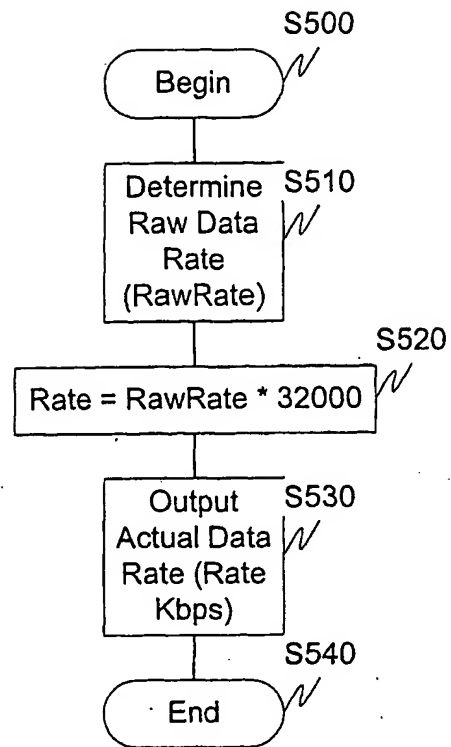 S500
Begin
Determine
Raw Data
Rate
(RawRate)
S510
S520
Rate = RawRate * 32000
S530
Output
Actual Data
Rate (Rate
Kbps)
S540
End